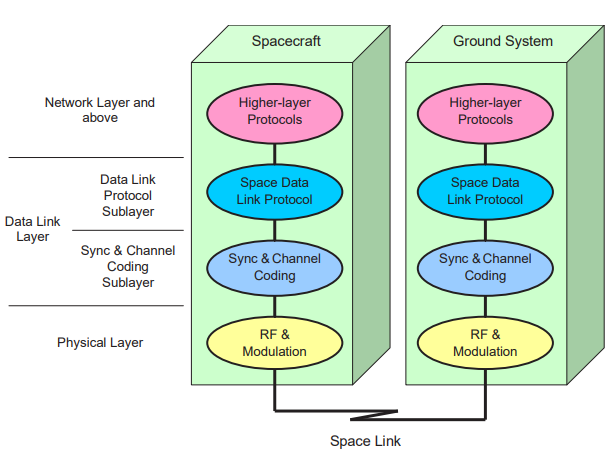 Spacecraft
Ground System
Network Layer and
above
Higher-layer
Protocols
Higher-layer
Protocols
Data Link
Layer
Data Link
Protocol
Sublayer
Space Data
Link Protocol
Space Data
Link Protocol
Sync & Channel
Coding
Sublayer
Sync & Channel
Coding
Sync & Channel
Coding
Physical Layer
RF &
Modulation
RF &
Modulation
Space Link